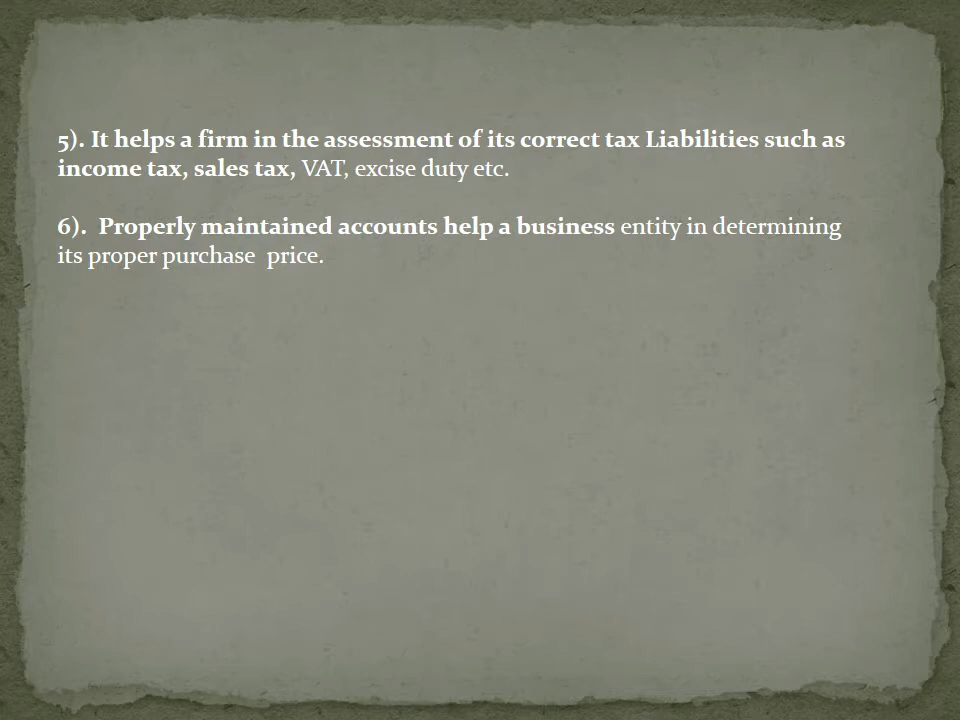 5). It helps a firm in the assessment of its correct tax Liabilities such as
income tax, sales tax, VAT, excise duty etc.
6).  Properly maintained accounts help a business entity in determining
its proper purchase  price.